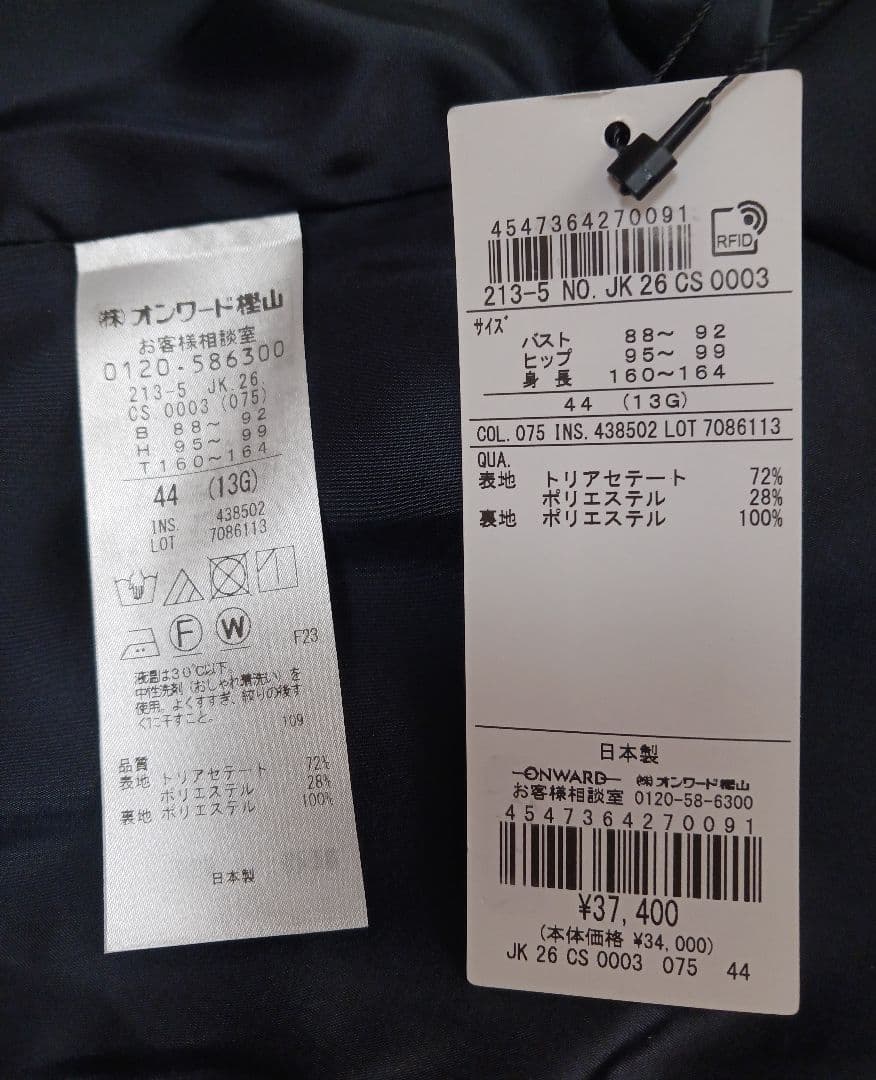 ㈱オンワード樫山
お客様相談室
0120-586300
213-5 JK.26.
CS 0003 (075)
B 88～ 92
H 95～ 99
T 160～164
44 (13G)
INS. 438502
LOT 7086113
F W
F23
液温は30℃以下。
中性洗剤（おしゃれ着洗い）を
使用。よくすすぎ、絞りの後す
ぐに干すこと。
109
品質
表地 トリアセテート 72%
ポリエステル 28%
裏地 ポリエステル 100%
日本製
4547364270091
RFID
213-5 NO. JK 26 CS 0003
サイズ
バスト 88～ 92
ヒップ 95～ 99
身長 160～164
44 (13G)
COL. 075 INS. 438502 LOT 7086113
QUA.
表地 トリアセテート 72%
ポリエステル 28%
裏地 ポリエステル 100%
日本製
ONWARD ㈱オンワード樫山
お客様相談室 0120-58-6300
4547364270091
¥37,400
(本体価格 ¥34,000)
JK 26 CS 0003 075 44